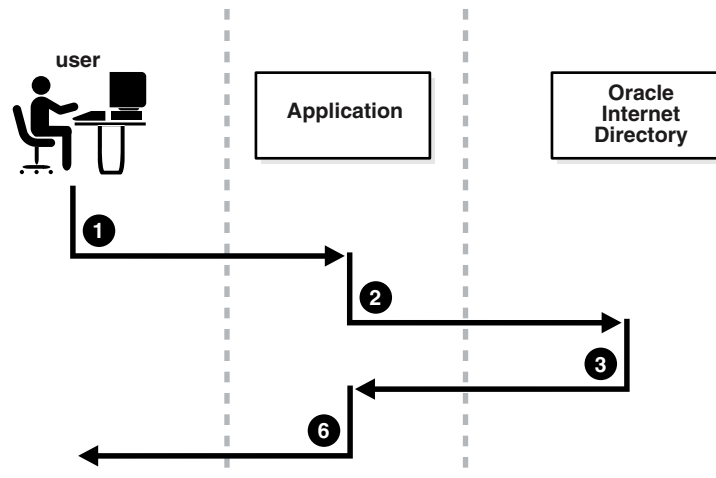 user
Application
Oracle
Internet
Directory
1
2
3
6